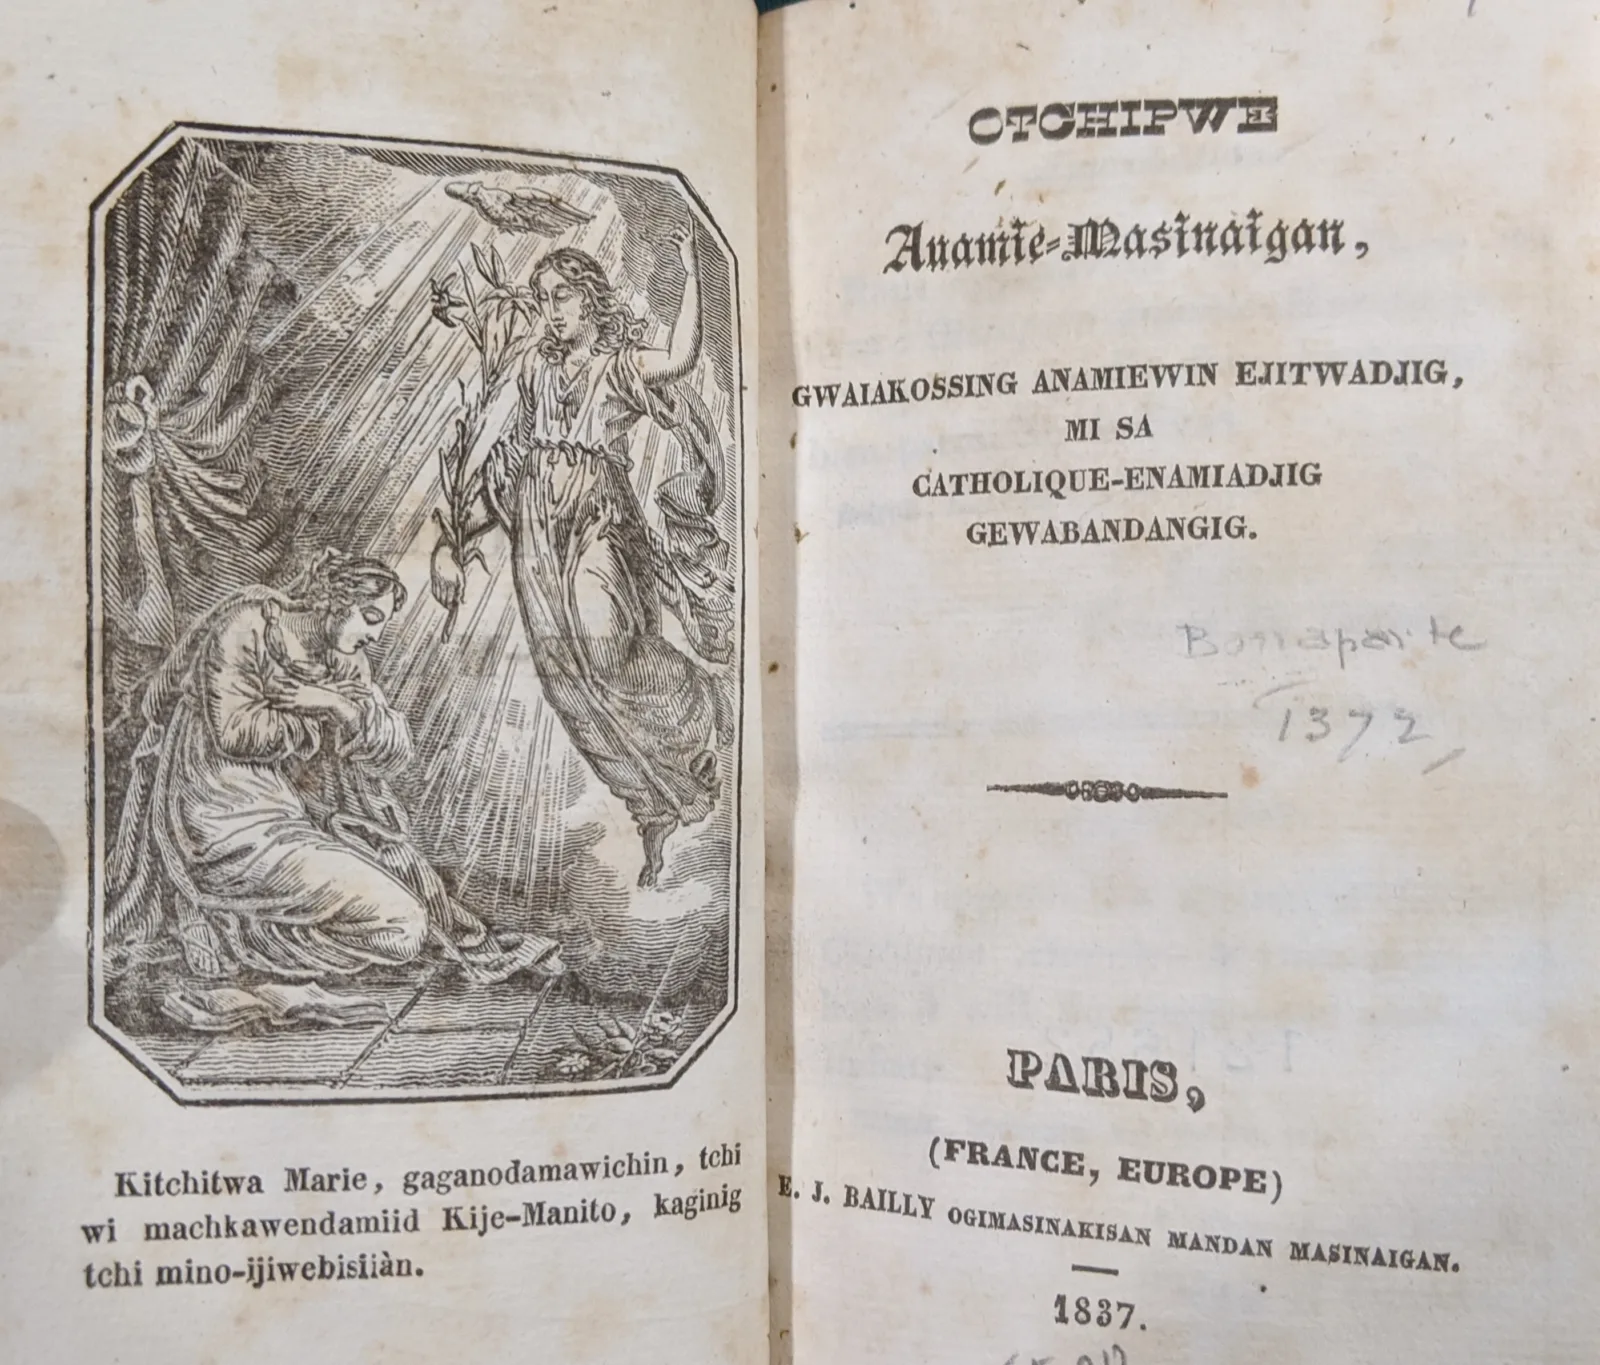 Kitchitwa Marie, gaganodamawichin, tchi
wi machkawendamiid Kije-Manito, kaginig
tchi mino-ijiwebisiiàn.
OTCHIPWE
Anamie-Masinaigan,
GWAIAKOSSING ANAMIEWIN EJITWADJIG,
MI SA
CATHOLIQUE-ENAMIADJIG
GEWABANDANGIG.
Bonaparte
1372
PARIS,
(FRANCE, EUROPE)
E. J. BAILLY OGIMASINAKISAN MANDAN MASINAIGAN.
1837.